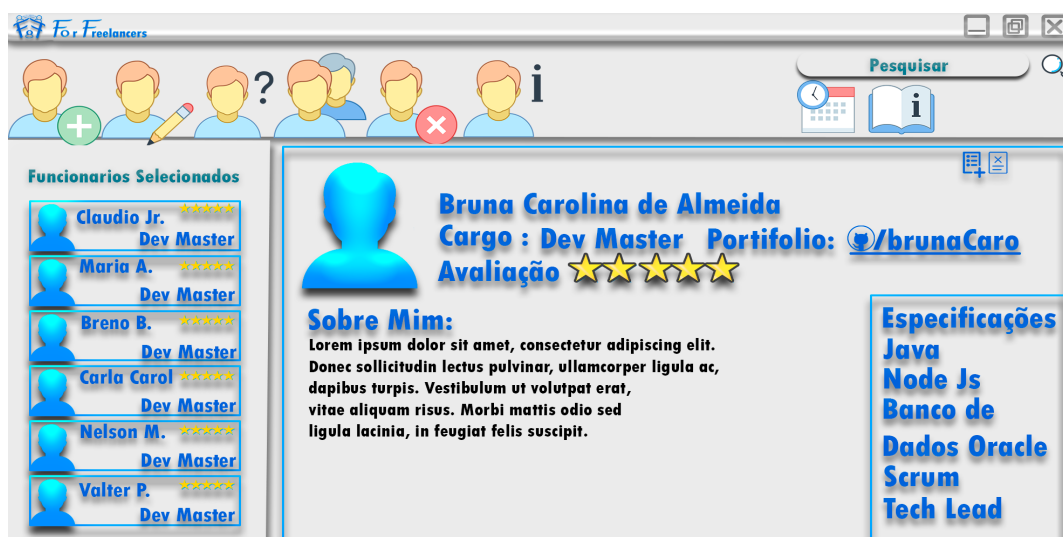 For Freelancers
?
i
Pesquisar
i
Funcionarios Selecionados
Claudio Jr.
Dev Master
Maria A.
Dev Master
Breno B.
Dev Master
Carla Carol
Dev Master
Nelson M.
Dev Master
Valter P.
Dev Master
Bruna Carolina de Almeida
Cargo : Dev Master Portifolio: /brunaCaro
Avaliação
Sobre Mim:
Lorem ipsum dolor sit amet, consectetur adipiscing elit.
Donec sollicitudin lectus pulvinar, ullamcorper ligula ac,
dapibus turpis. Vestibulum ut volutpat erat,
vitae aliquam risus. Morbi mattis odio sed
ligula lacinia, in feugiat felis suscipit.
Especificações
Java
Node Js
Banco de
Dados Oracle
Scrum
Tech Lead